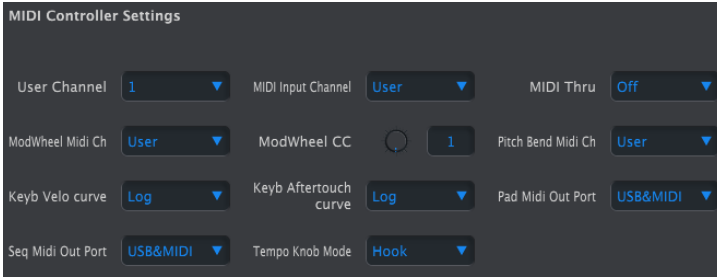 MIDI Controller Settings
User Channel 1 MIDI Input Channel User MIDI Thru Off
ModWheel Midi Ch User ModWheel CC 1 Pitch Bend Midi Ch User
Keyb Velo curve Log Keyb Aftertouch curve Log Pad Midi Out Port USB&MIDI
Seq Midi Out Port USB&MIDI Tempo Knob Mode Hook